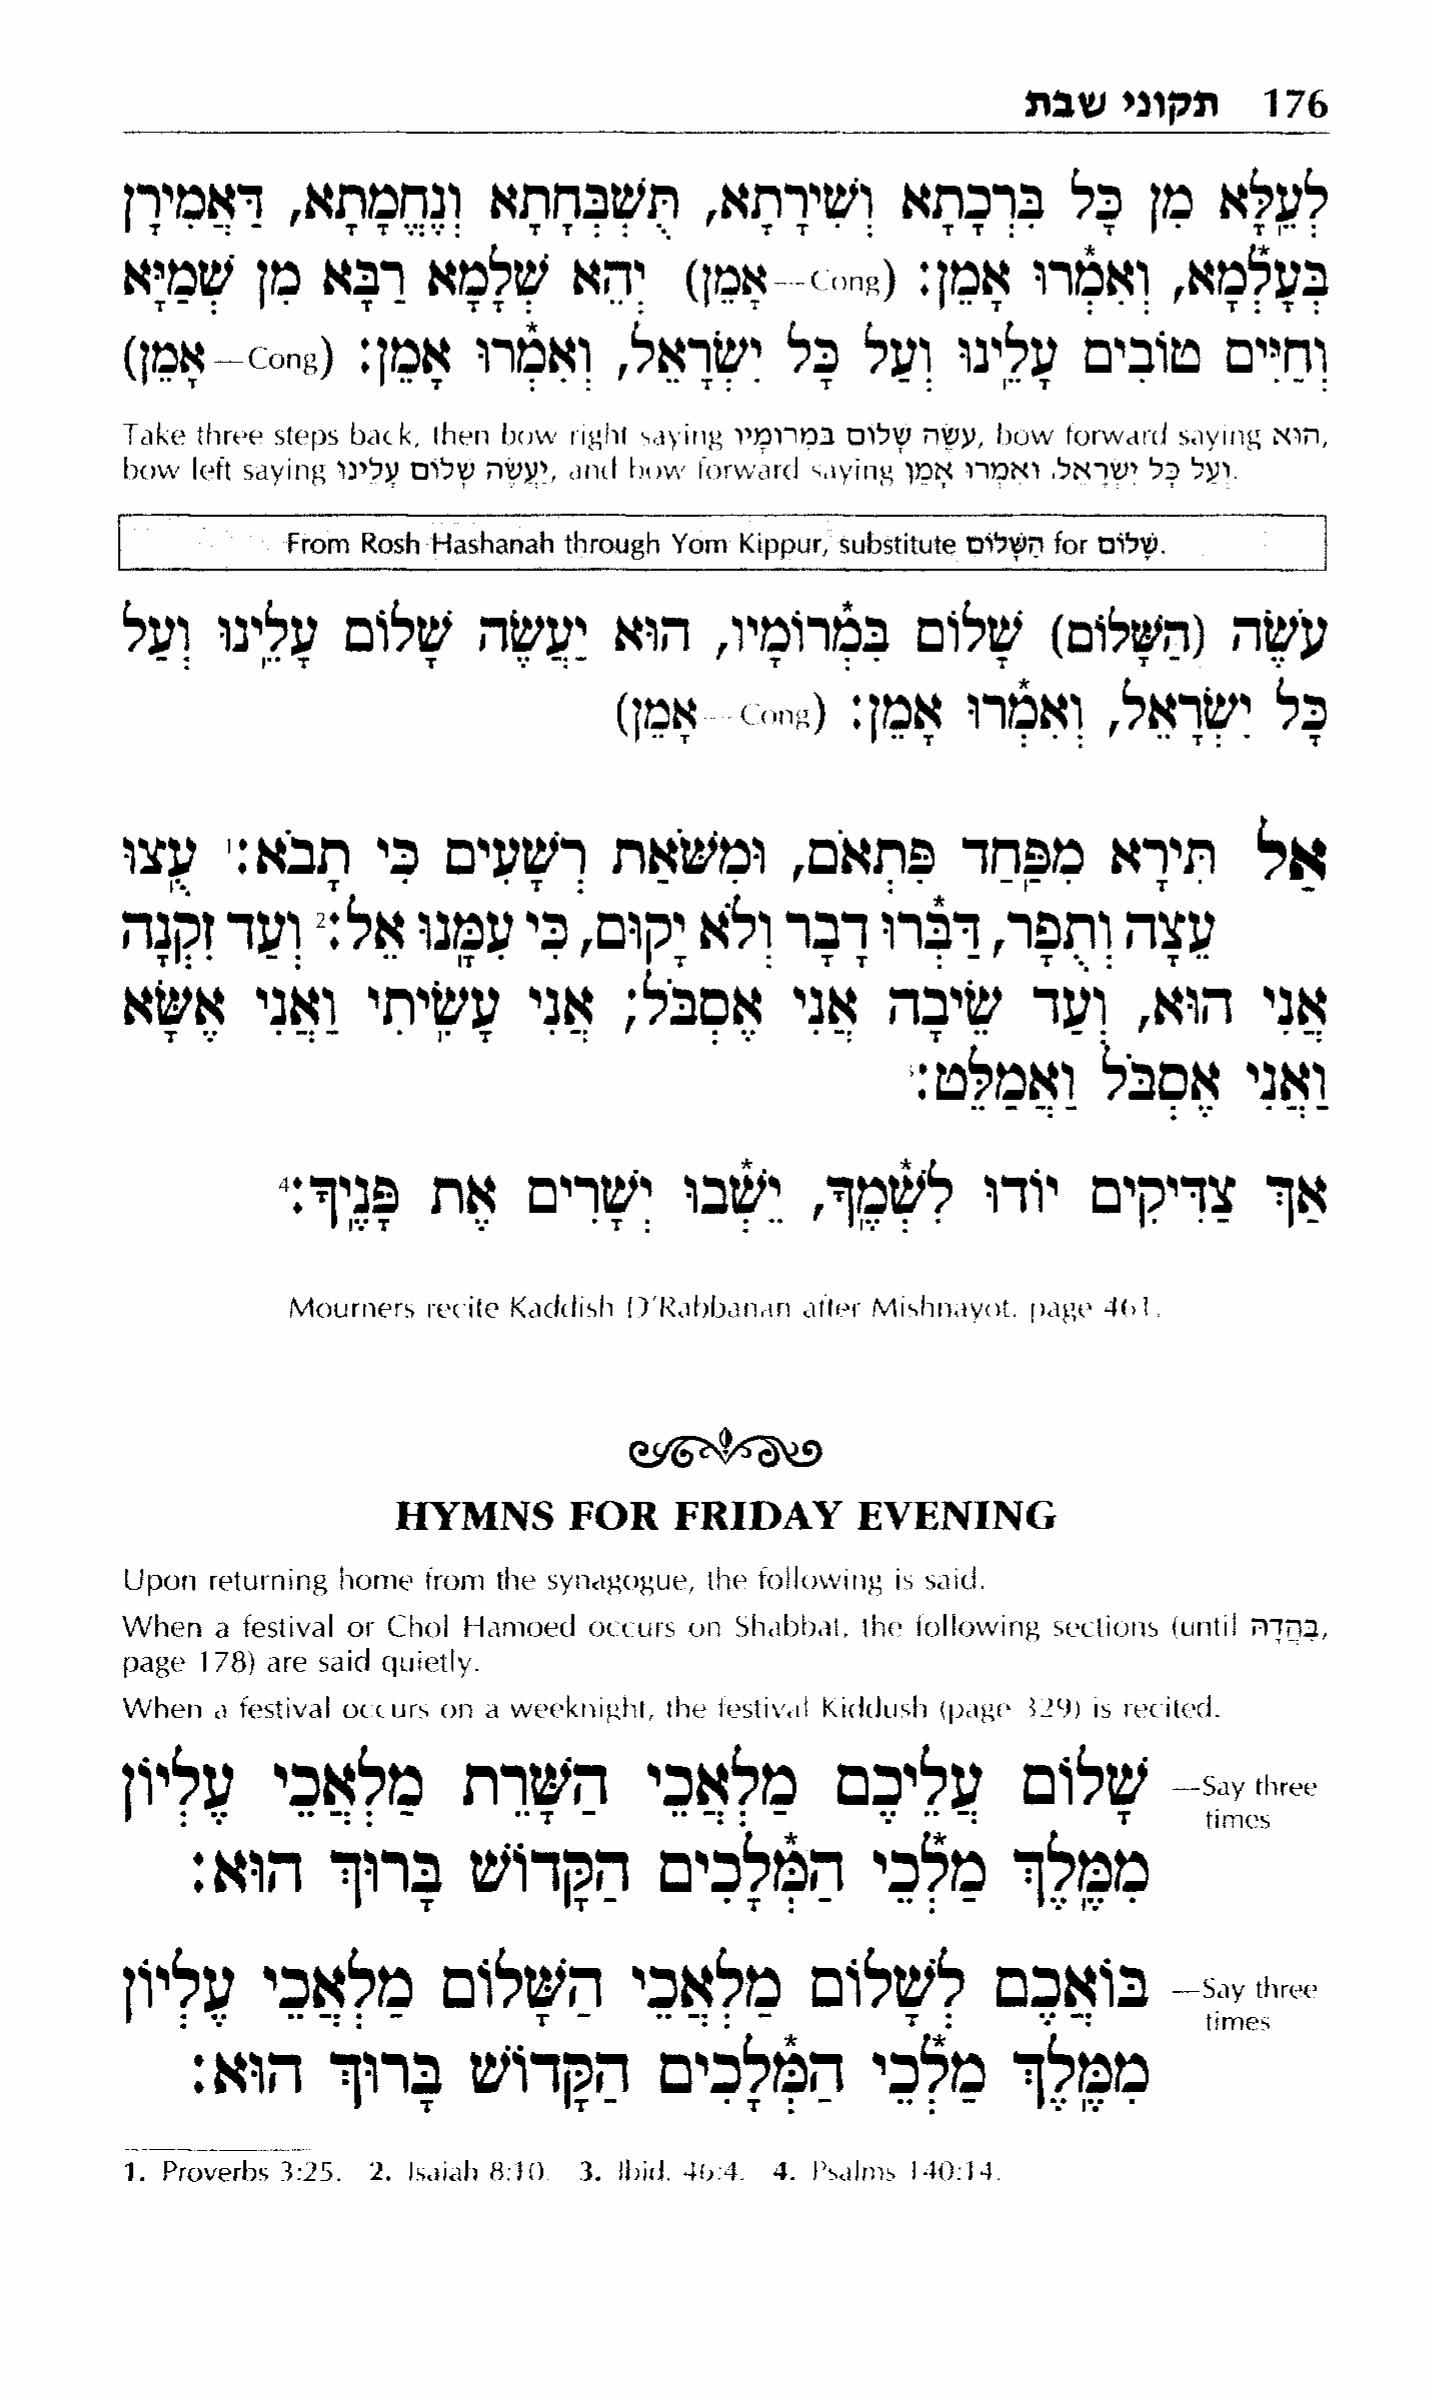 176 תקוני שבת
לְעֵֽלָּא מִן כָּל בִּרְכָתָא וְשִׁירָתָא, תֻּשְׁבְּחָתָא וְנֶחֱמָתָא, דַּאֲמִירָן
בְּעָלְ֯מָא, וְאִמְ֯רוּ אָמֵן: (Cong—אָמֵן) יְהֵא שְׁלָמָא רַבָּא מִן שְׁמַיָּא
וְחַיִּים טוֹבִים עָלֵֽינוּ וְעַל כָּל יִשְׂרָאֵל, וְאִמְ֯רוּ אָמֵן: (Cong—אָמֵן)
Take three steps back, then bow right saying עֹשֶׂה שָׁלוֹם בִּמְרוֹמָיו, bow forward saying הוּא,
bow left saying יַעֲשֶׂה שָׁלוֹם עָלֵינוּ, and bow forward saying וְעַל כָּל יִשְׂרָאֵל, וְאִמְרוּ אָמֵן.
From Rosh Hashanah through Yom Kippur, substitute הַשָּׁלוֹם for שָׁלוֹם.
עֹשֶׂה (הַשָּׁלוֹם) שָׁלוֹם בִּמְ֯רוֹמָיו, הוּא יַעֲשֶׂה שָׁלוֹם עָלֵֽינוּ וְעַל
כָּל יִשְׂרָאֵל, וְאִמְ֯רוּ אָמֵן: (Cong—אָמֵן)
אַל תִּירָא מִפַּֽחַד פִּתְאֹם, וּמִשֹּׁאַת רְשָׁעִים כִּי תָבֹא:¹ עֻֽצוּ
עֵצָה וְתֻפָר, דַּבְּ֯רוּ דָבָר וְלֹא יָקוּם, כִּי עִמָּֽנוּ אֵל:² וְעַד זִקְנָה
אֲנִי הוּא, וְעַד שֵׂיבָה אֲנִי אֶסְבֹּל; אֲנִי עָשִֽׂיתִי וַאֲנִי אֶשָּׂא
וַאֲנִי אֶסְבֹּל וַאֲמַלֵּט:³
אַךְ צַדִּיקִים יוֹדוּ לִשְׁ֯מֶֽךָ, יֵשְׁ֯בוּ יְשָׁרִים אֶת פָּנֶֽיךָ:⁴
Mourners recite Kaddish D'Rabbanan after Mishnayot, page 461.
HYMNS FOR FRIDAY EVENING
Upon returning home from the synagogue, the following is said.
When a festival or Chol Hamoed occurs on Shabbat, the following sections (until בַּהֲדָהּ,
page 178) are said quietly.
When a festival occurs on a weeknight, the festival Kiddush (page 329) is recited.
שָׁלוֹם עֲלֵיכֶם מַלְאֲכֵי הַשָּׁרֵת מַלְאֲכֵי עֶלְיוֹן —Say three
times
מִמֶּֽלֶךְ מַלְ֯כֵי הַמְּ֯לָכִים הַקָּדוֹשׁ בָּרוּךְ הוּא:
בּוֹאֲכֶם לְשָׁלוֹם מַלְאֲכֵי הַשָּׁלוֹם מַלְאֲכֵי עֶלְיוֹן —Say three
times
מִמֶּֽלֶךְ מַלְ֯כֵי הַמְּ֯לָכִים הַקָּדוֹשׁ בָּרוּךְ הוּא:
1. Proverbs 3:25. 2. Isaiah 8:10. 3. Ibid. 46:4. 4. Psalms 140:14.